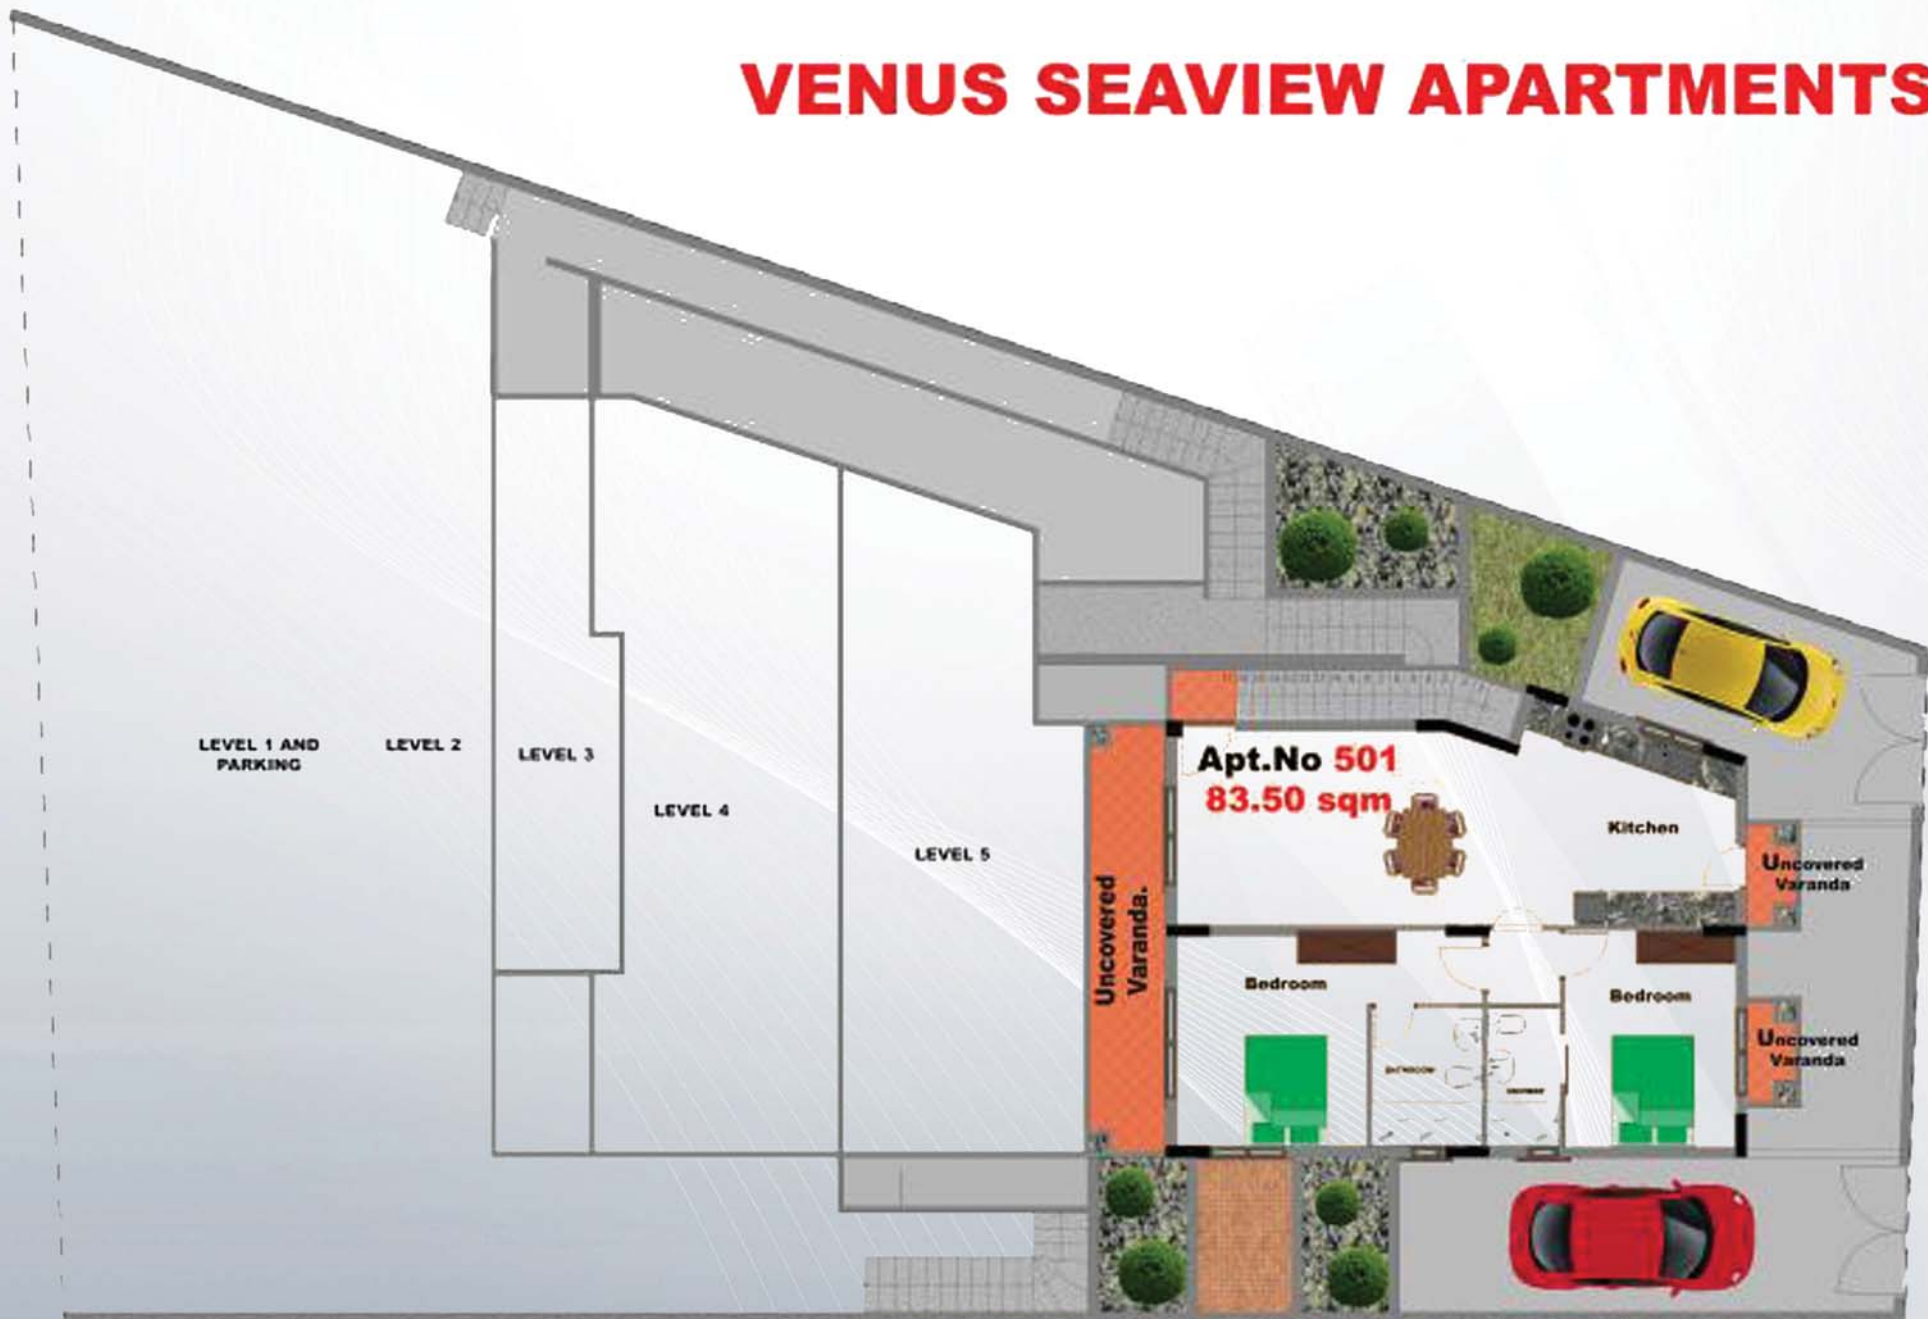 VENUS SEAVIEW APARTMENTS
LEVEL 1 AND
PARKING
LEVEL 2
LEVEL 3
LEVEL 4
LEVEL 5
Apt.No 501
83.50 sqm
Kitchen
Uncovered
Varanda.
Uncovered
Varanda
Bedroom
Bedroom
Uncovered
Varanda
BATHROOM